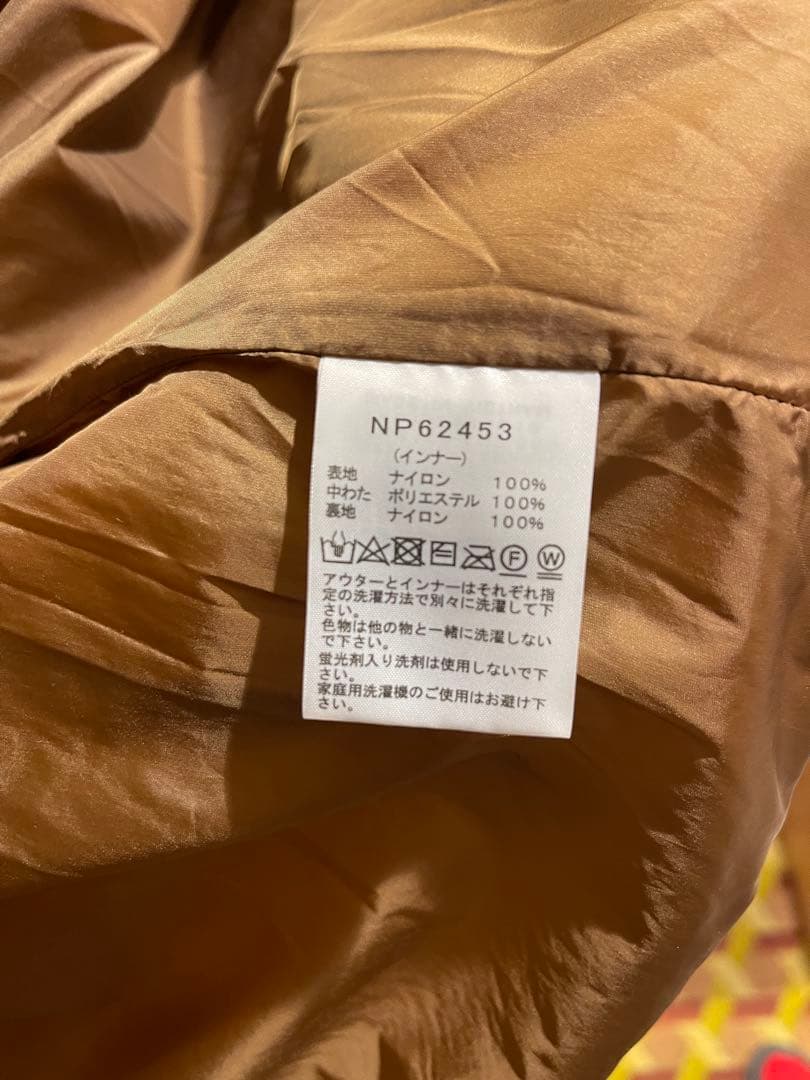 NP62453
(インナー)
表地 ナイロン 100%
中わた ポリエステル 100%
裏地 ナイロン 100%
F W
アウターとインナーはそれぞれ指
定の洗濯方法で別々に洗濯して下
さい。
色物は他の物と一緒に洗濯しない
で下さい。
蛍光剤入り洗剤は使用しないで下
さい。
家庭用洗濯機のご使用はお避け下
さい。